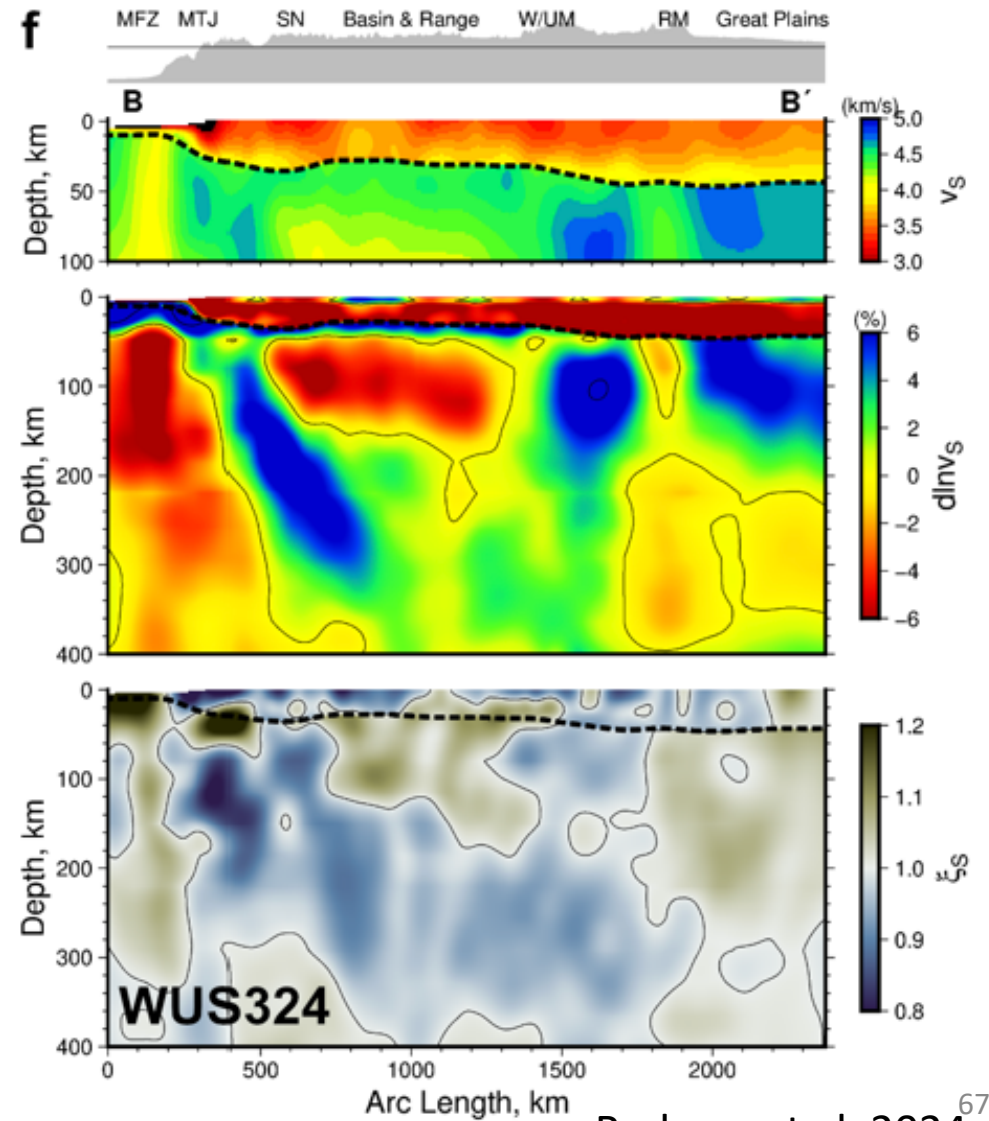 f
MFZ MTJ SN Basin & Range W/UM RM Great Plains
B B´
(km/s)
0
50
100
Depth, km
5.0
4.5
4.0
3.5
3.0
vS
0
100
200
300
400
Depth, km
(%)
6
4
2
0
−2
−4
−6
dlnvS
0
100
200
300
400
Depth, km
1.2
1.1
1.0
0.9
0.8
ξS
WUS324
0 500 1000 1500 2000
Arc Length, km
67